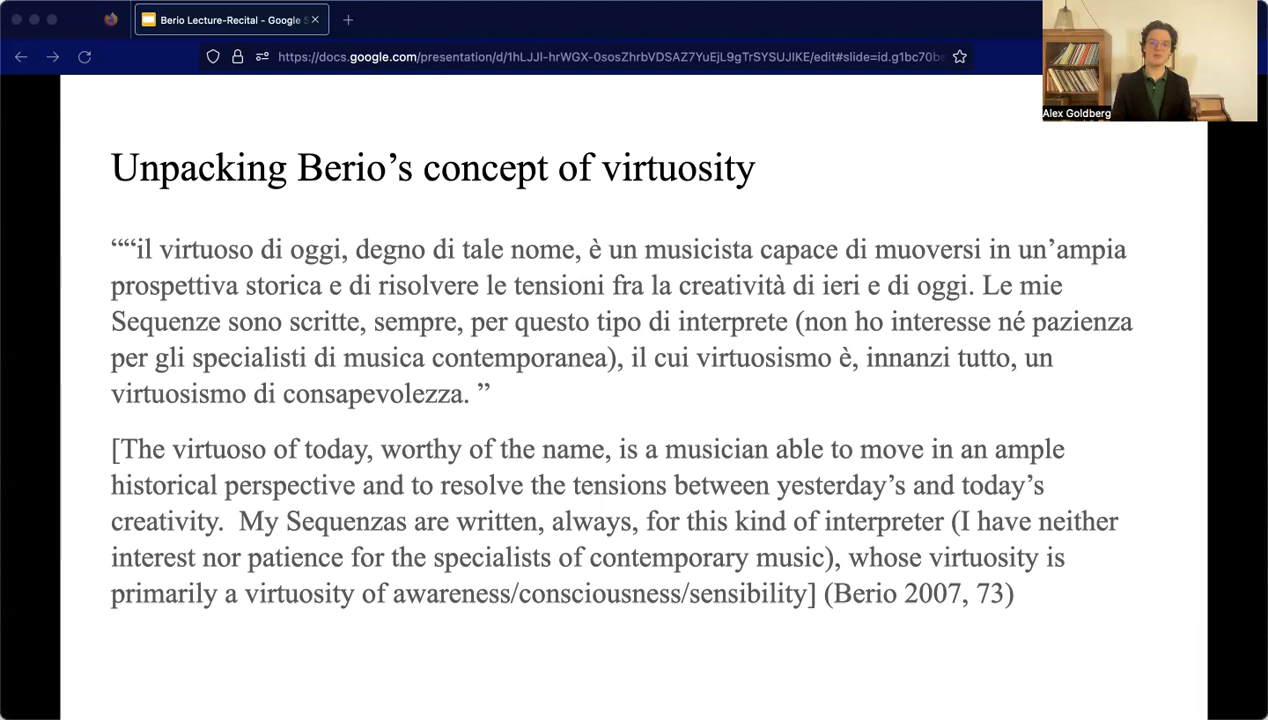 Berio Lecture-Recital - Google S
https://docs.google.com/presentation/d/1hLJJl-hrWGX-0sosZhrbVDSAZ7YuEjL9gTrSYSUJIKE/edit#slide=id.g1bc70be
Alex Goldberg
Unpacking Berio’s concept of virtuosity
““il virtuoso di oggi, degno di tale nome, è un musicista capace di muoversi in un’ampia
prospettiva storica e di risolvere le tensioni fra la creatività di ieri e di oggi. Le mie
Sequenze sono scritte, sempre, per questo tipo di interprete (non ho interesse né pazienza
per gli specialisti di musica contemporanea), il cui virtuosismo è, innanzi tutto, un
virtuosismo di consapevolezza. ”
[The virtuoso of today, worthy of the name, is a musician able to move in an ample
historical perspective and to resolve the tensions between yesterday’s and today’s
creativity.  My Sequenzas are written, always, for this kind of interpreter (I have neither
interest nor patience for the specialists of contemporary music), whose virtuosity is
primarily a virtuosity of awareness/consciousness/sensibility] (Berio 2007, 73)